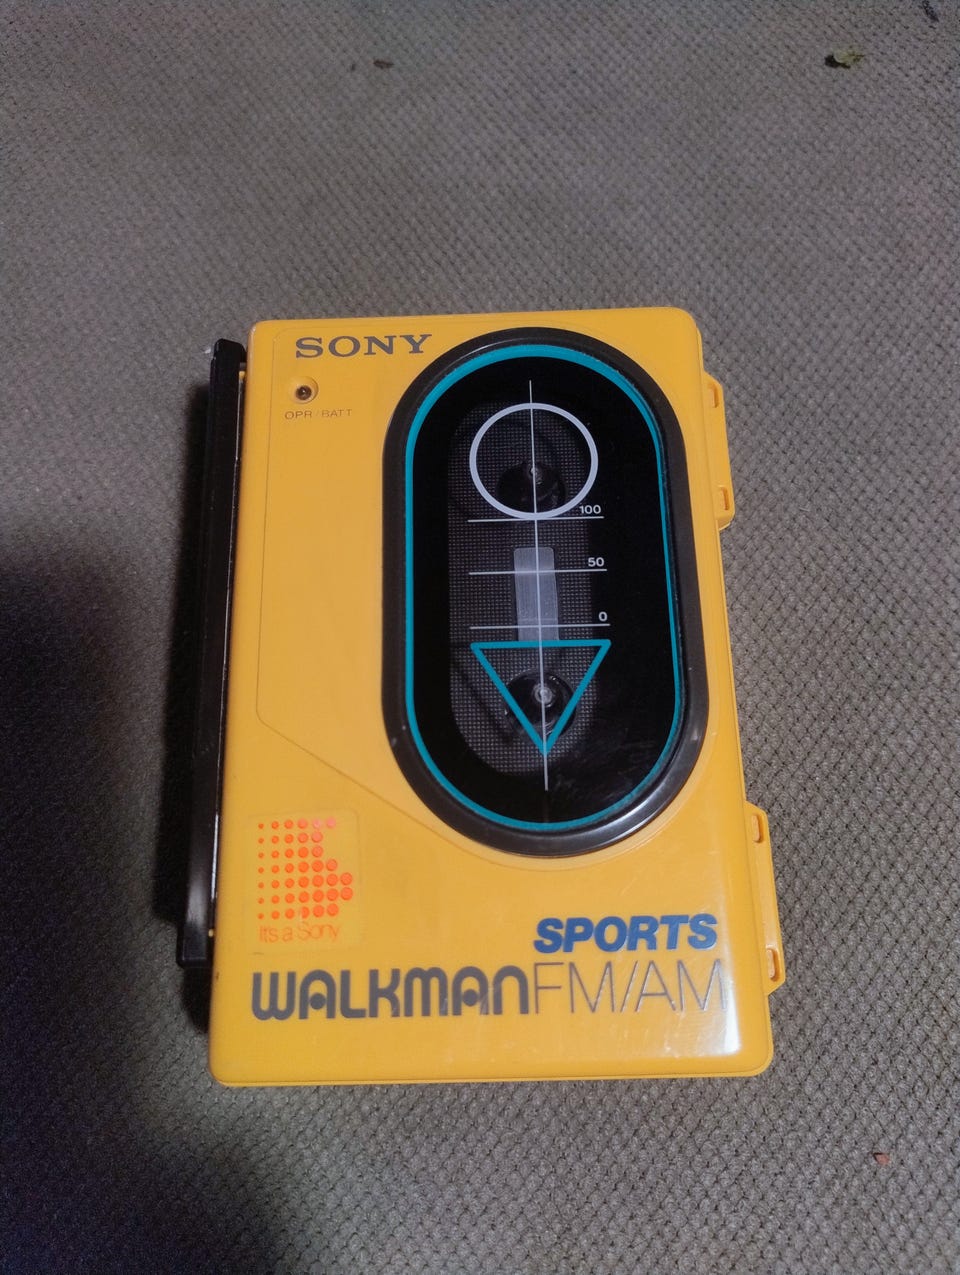 SONY
OPR / BATT
100
50
0
It's a Sony
SPORTS
WALKMAN FM/AM